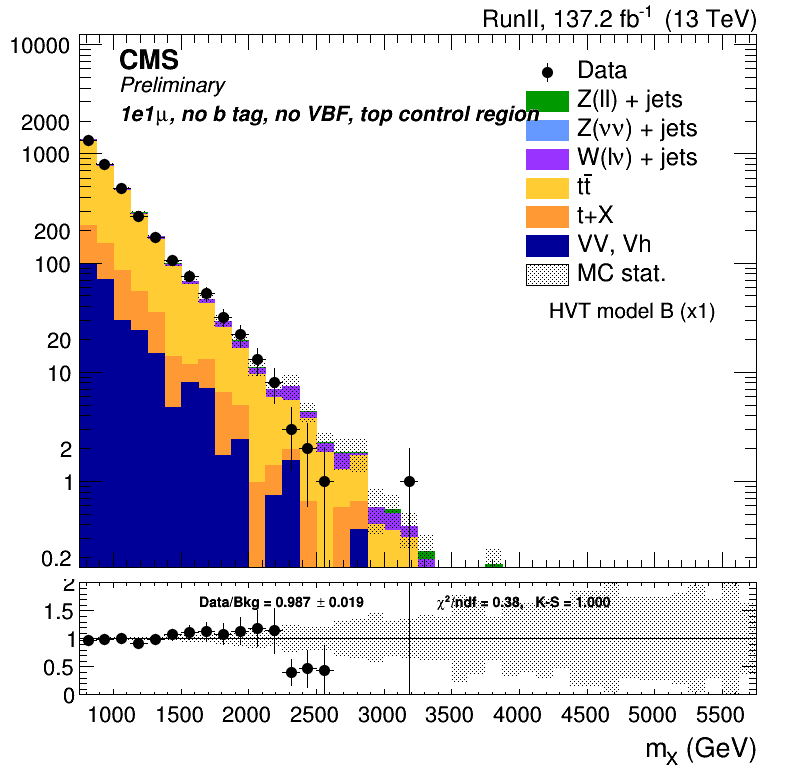 RunII, 137.2 fb⁻¹ (13 TeV)
CMS
Preliminary
1e1μ, no b tag, no VBF, top control region
Data
Z(ll) + jets
Z(νν) + jets
W(lν) + jets
tt̄
t+X
VV, Vh
MC stat.
HVT model B (x1)
10000
2000
1000
200
100
20
10
2
1
0.2
Data/Bkg = 0.987 ± 0.019
χ²/ndf = 0.38, K-S = 1.000
2
1.5
1
0.5
0
1000 1500 2000 2500 3000 3500 4000 4500 5000 5500
m_X (GeV)